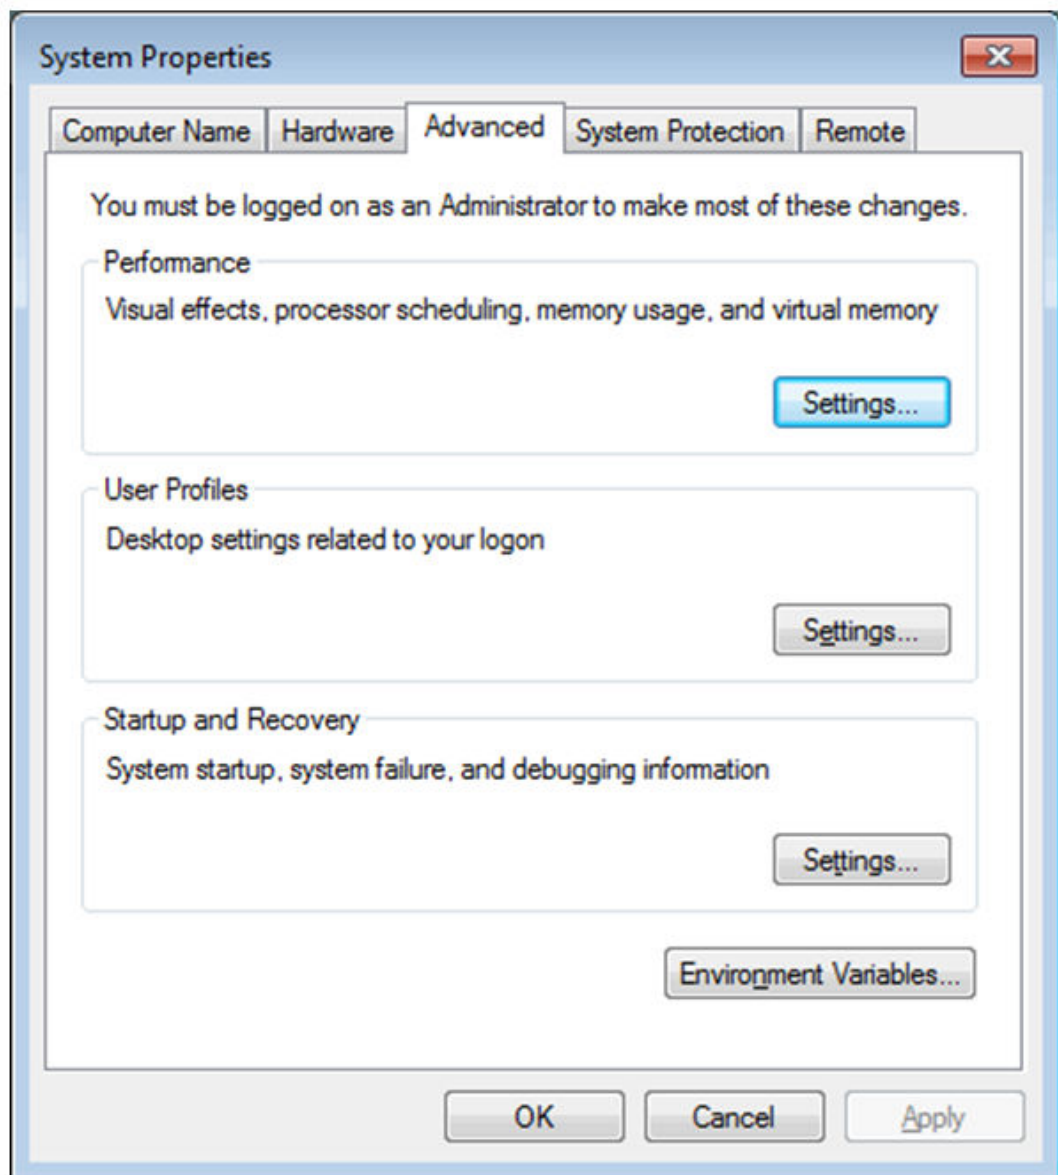 System Properties
Computer Name Hardware Advanced System Protection Remote
You must be logged on as an Administrator to make most of these changes.
Performance
Visual effects, processor scheduling, memory usage, and virtual memory
Settings...
User Profiles
Desktop settings related to your logon
Settings...
Startup and Recovery
System startup, system failure, and debugging information
Settings...
Environment Variables...
OK Cancel Apply